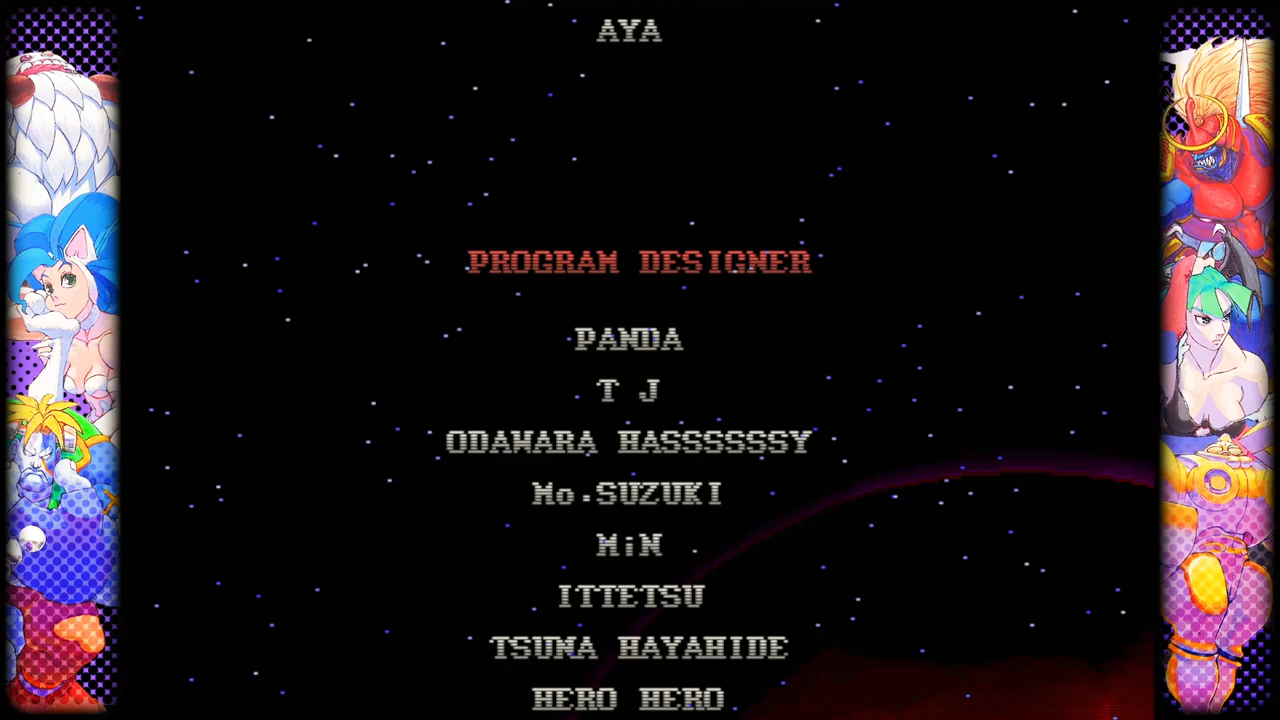 AYA
PROGRAM DESIGNER
PANDA
T J
ODAWARA HASSSSSSY
Mo.SUZUKI
MiN
ITTETSU
TSUMA HAYAHIDE
HERO HERO